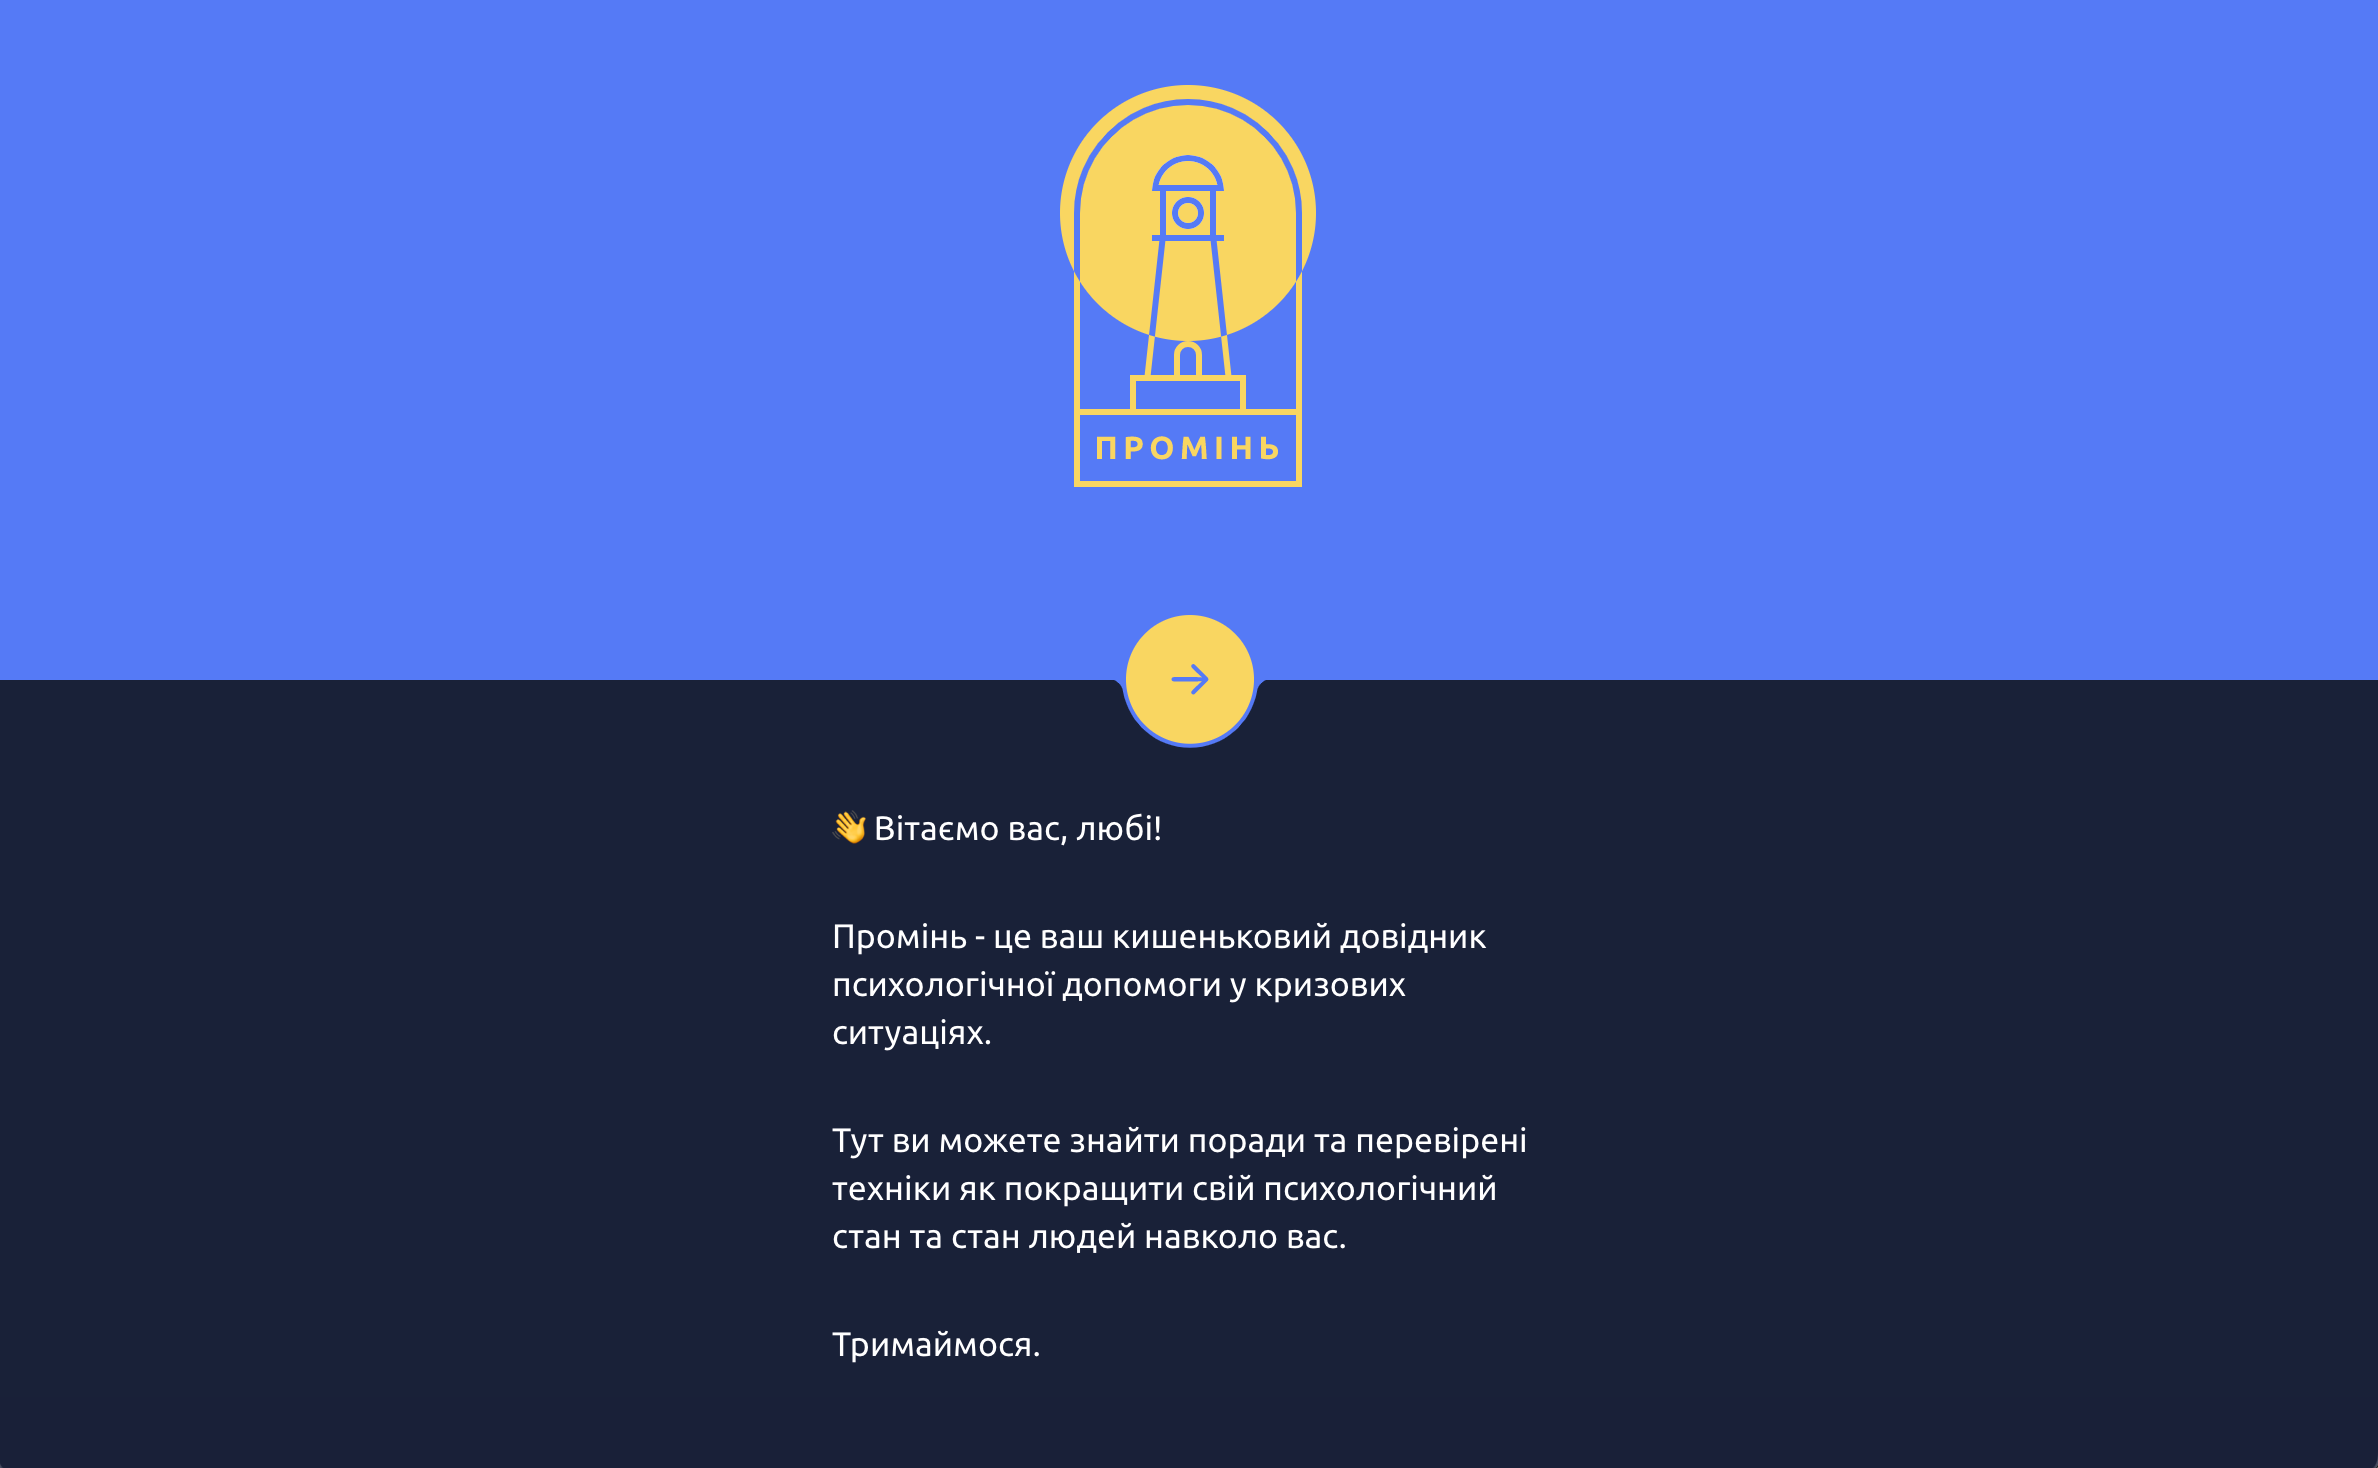 ПРОМІНЬ
👋 Вітаємо вас, любі!
Промінь - це ваш кишеньковий довідник
психологічної допомоги у кризових
ситуаціях.
Тут ви можете знайти поради та перевірені
техніки як покращити свій психологічний
стан та стан людей навколо вас.
Тримаймося.